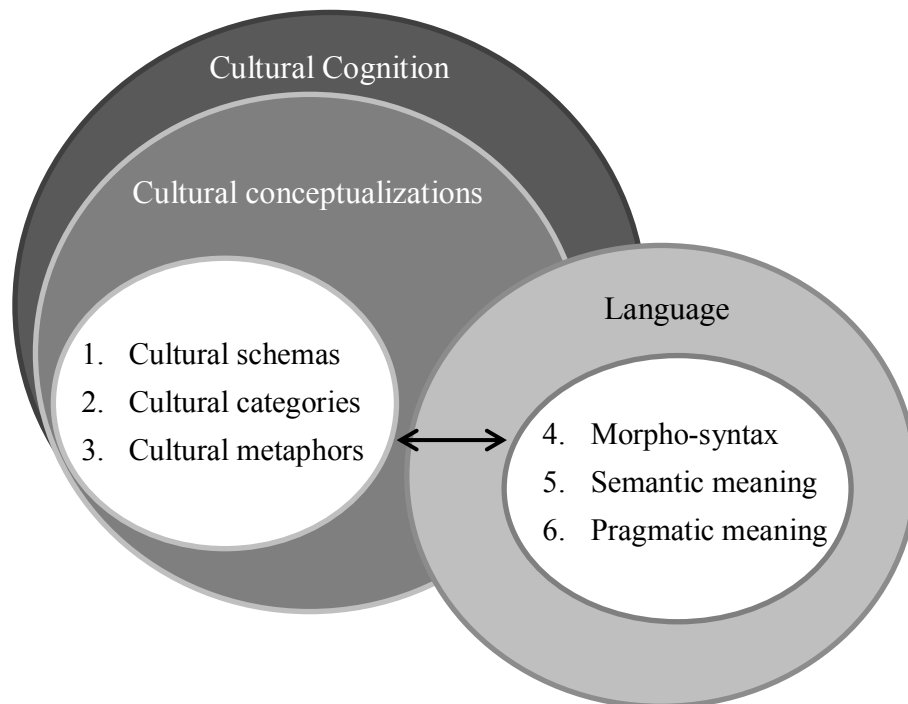 Cultural Cognition
Cultural conceptualizations
1. Cultural schemas
2. Cultural categories
3. Cultural metaphors
Language
4. Morpho-syntax
5. Semantic meaning
6. Pragmatic meaning